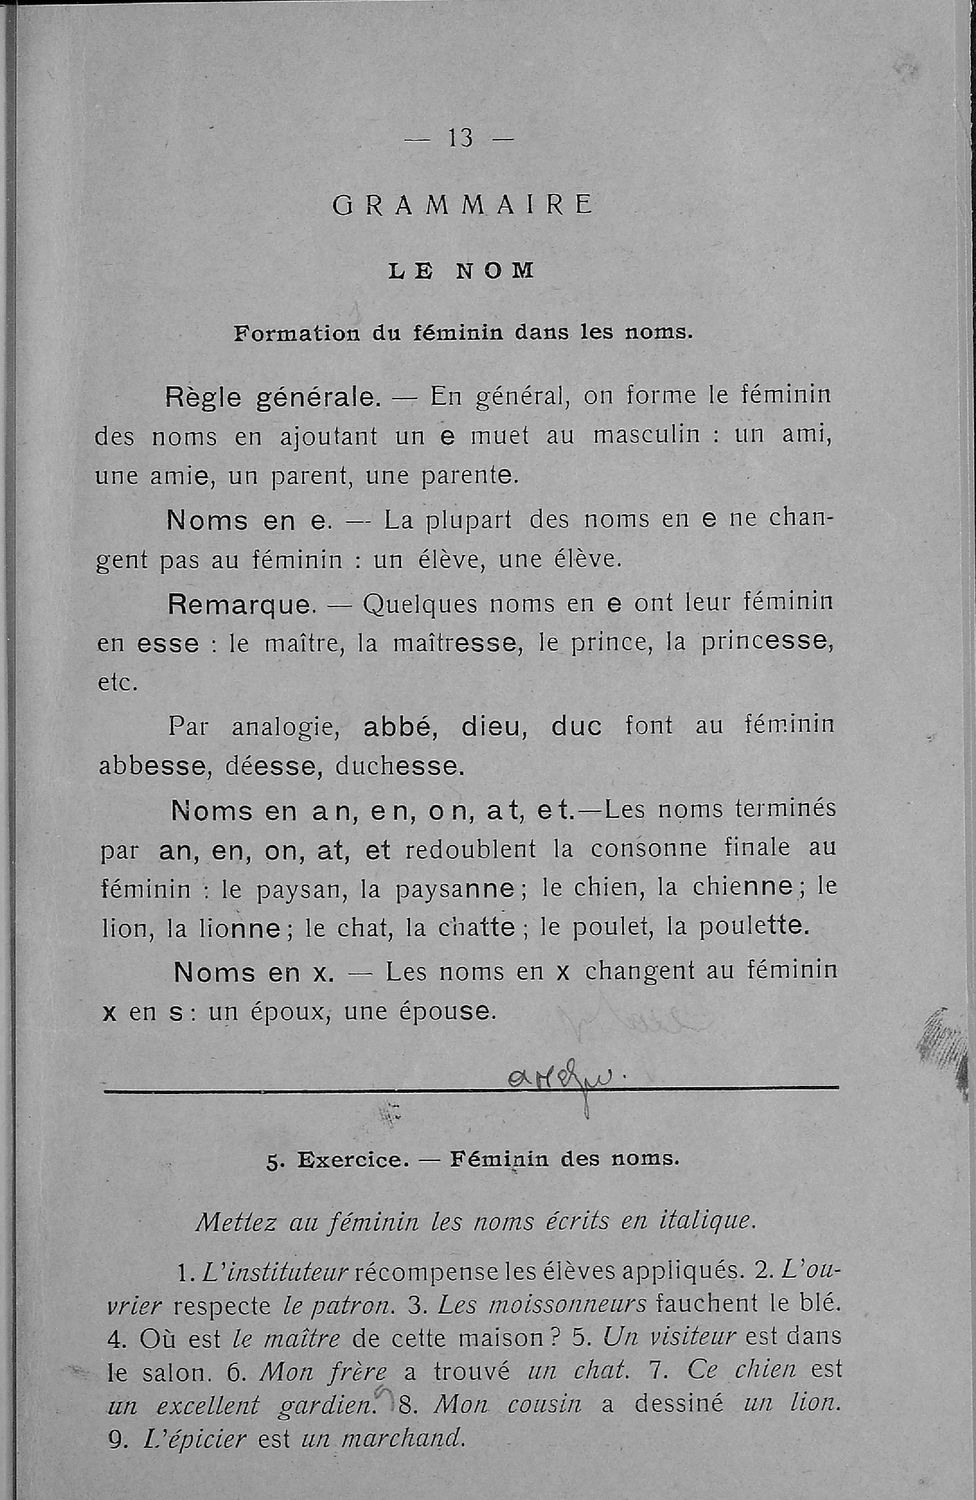 — 13 —
GRAMMAIRE
LE NOM
Formation du féminin dans les noms.
Règle générale. — En général, on forme le féminin
des noms en ajoutant un e muet au masculin : un ami,
une amie, un parent, une parente.
Noms en e. — La plupart des noms en e ne chan-
gent pas au féminin : un élève, une élève.
Remarque. — Quelques noms en e ont leur féminin
en esse : le maître, la maîtresse, le prince, la princesse,
etc.
Par analogie, abbé, dieu, duc font au féminin
abbesse, déesse, duchesse.
Noms en an, en, on, at, et.—Les noms terminés
par an, en, on, at, et redoublent la consonne finale au
féminin : le paysan, la paysanne; le chien, la chienne; le
lion, la lionne; le chat, la chatte; le poulet, la poulette.
Noms en x. — Les noms en x changent au féminin
x en s: un époux, une épouse.
5. Exercice. — Féminin des noms.
Mettez au féminin les noms écrits en italique.
1. L'instituteur récompense les élèves appliqués. 2. L'ou-
vrier respecte le patron. 3. Les moissonneurs fauchent le blé.
4. Où est le maître de cette maison? 5. Un visiteur est dans
le salon. 6. Mon frère a trouvé un chat. 7. Ce chien est
un excellent gardien. 8. Mon cousin a dessiné un lion.
9. L'épicier est un marchand.